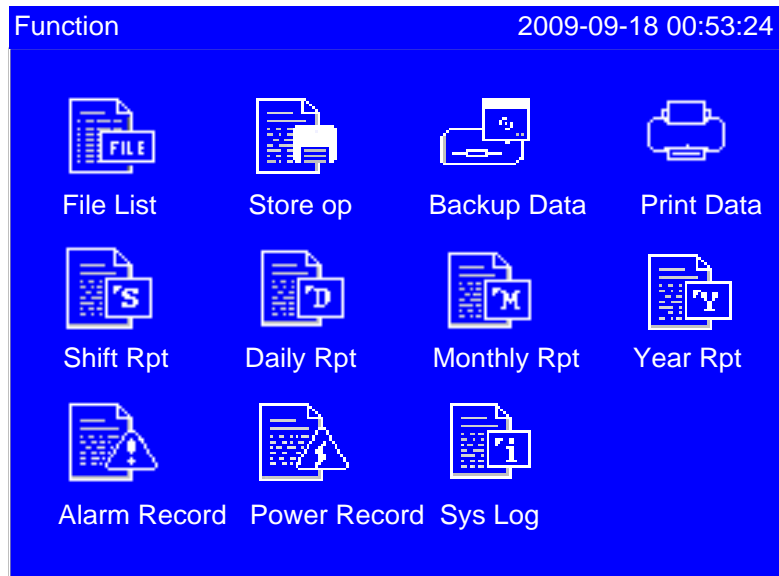 Function 2009-09-18 00:53:24
FILE
File List Store op Backup Data Print Data
S D M Y
Shift Rpt Daily Rpt Monthly Rpt Year Rpt
! i
Alarm Record Power Record Sys Log